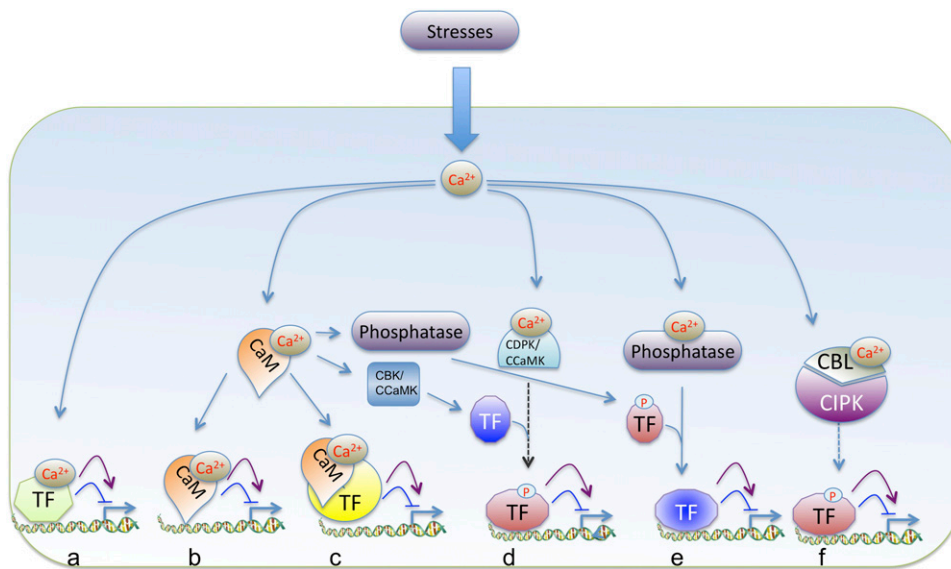 Stresses
Ca2+
CaM
Ca2+
Phosphatase
CBK/
CCaMK
Ca2+
CDPK/
CCaMK
TF
Ca2+
Phosphatase
P
TF
CBL
Ca2+
CIPK
Ca2+
TF
CaM
Ca2+
CaM
Ca2+
TF
P
TF
TF
P
TF
a b c d e f